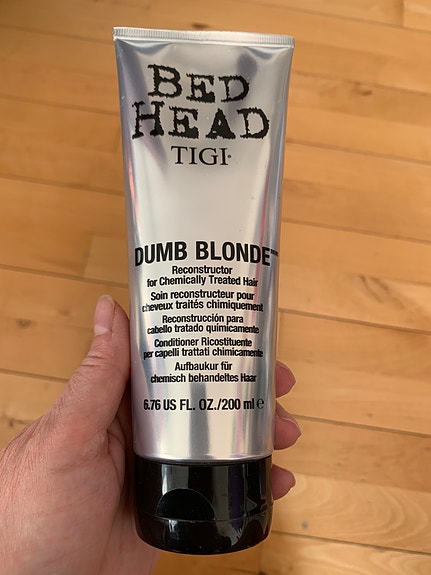 BED
HEAD
TIGI®
DUMB BLONDE
Reconstructor
for Chemically Treated Hair
Soin reconstructeur pour
cheveux traités chimiquement
Reconstrucción para
cabello tratado químicamente
Conditioner Ricostituente
per capelli trattati chimicamente
Aufbaukur für
chemisch behandeltes Haar
6.76 US FL. OZ./200 ml ℮